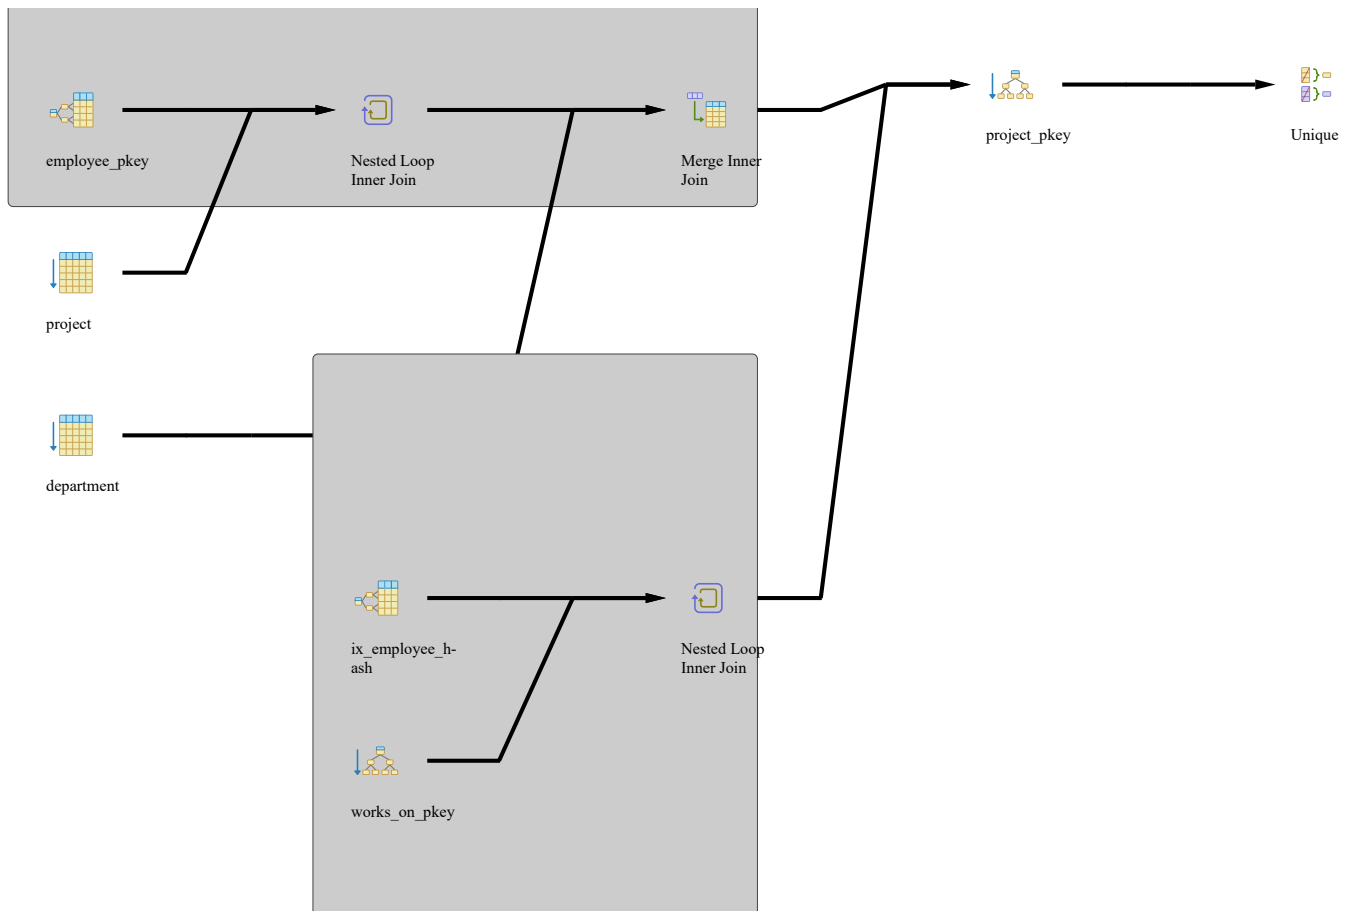 employee_pkey
Nested Loop
Inner Join
Merge Inner
Join
project_pkey
Unique
project
department
ix_employee_h-
ash
Nested Loop
Inner Join
works_on_pkey